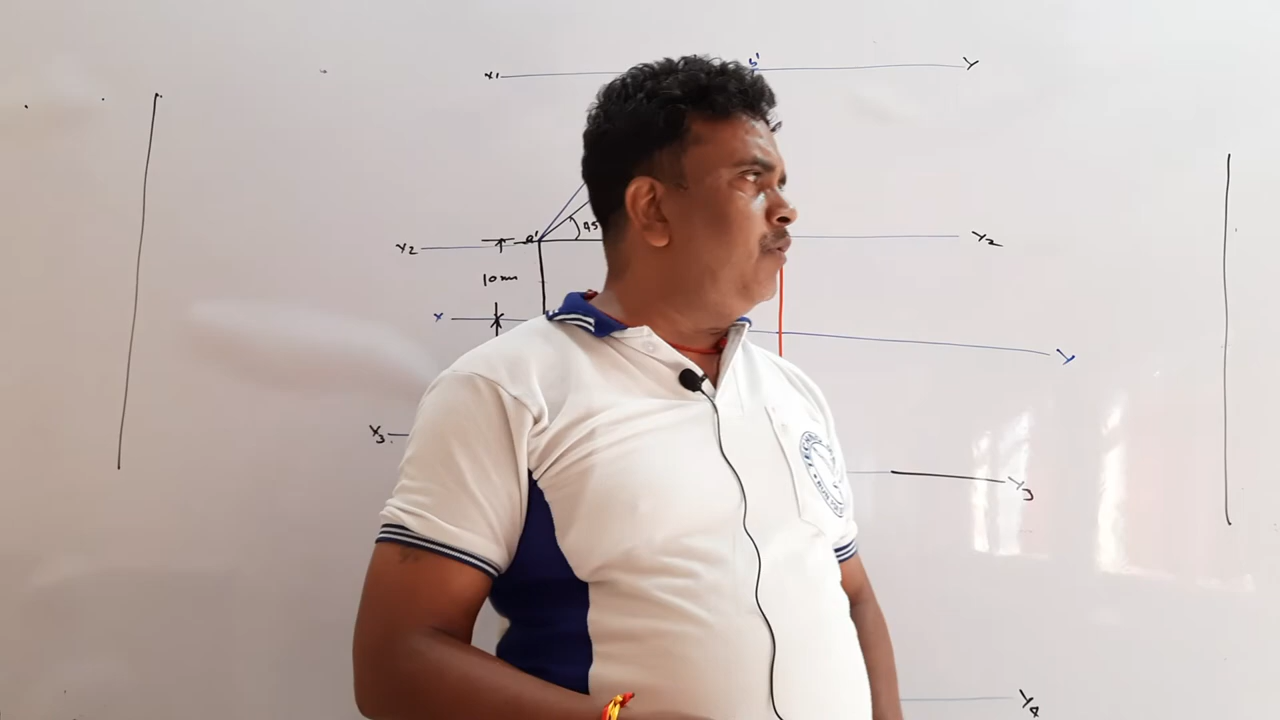 x₁ b' y
a' 45
Y₂ Y₂
10mm
x y
X₃ Y₃
Y₄